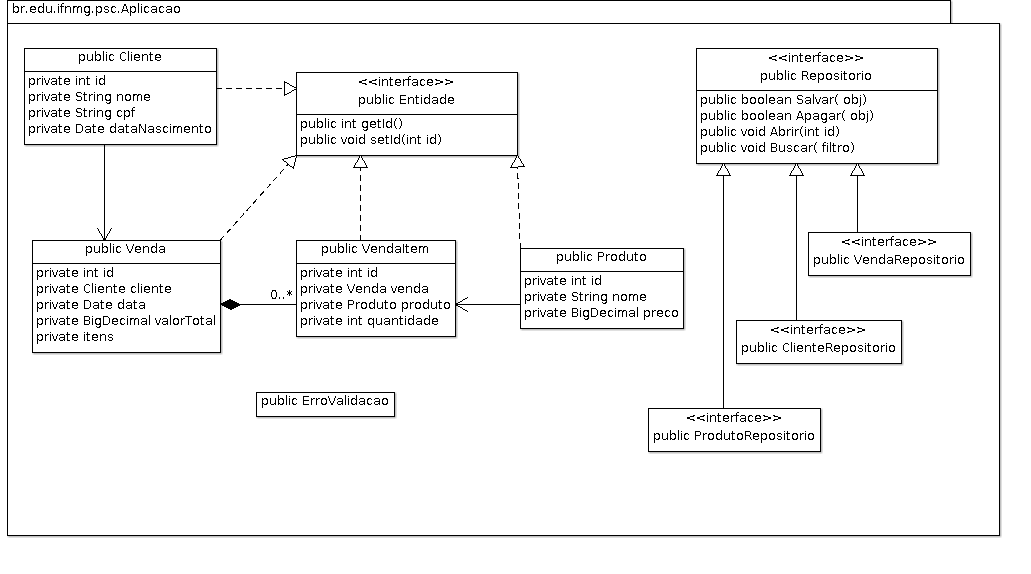 br.edu.ifnmg.psc.Aplicacao
public Cliente
private int id
private String nome
private String cpf
private Date dataNascimento
<<interface>>
public Entidade
public int getId()
public void setId(int id)
<<interface>>
public Repositorio
public boolean Salvar( obj)
public boolean Apagar( obj)
public void Abrir(int id)
public void Buscar( filtro)
public Venda
private int id
private Cliente cliente
private Date data
private BigDecimal valorTotal
private itens
0..*
public VendaItem
private int id
private Venda venda
private Produto produto
private int quantidade
public Produto
private int id
private String nome
private BigDecimal preco
<<interface>>
public VendaRepositorio
<<interface>>
public ClienteRepositorio
public ErroValidacao
<<interface>>
public ProdutoRepositorio